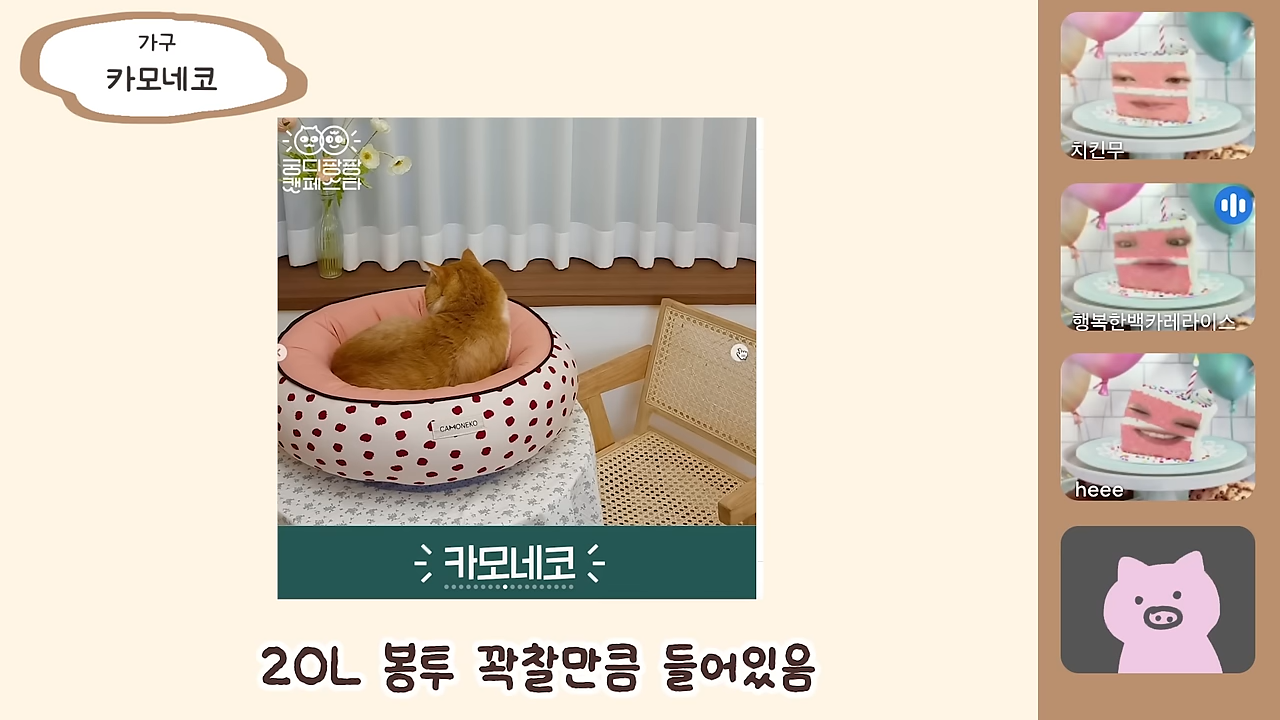 가구
카모네코
궁디팡팡
캣페스타
CAMONEKO
카모네코
20L 봉투 꽉찰만큼 들어있음
치킨무
행복한백카레라이스
heee